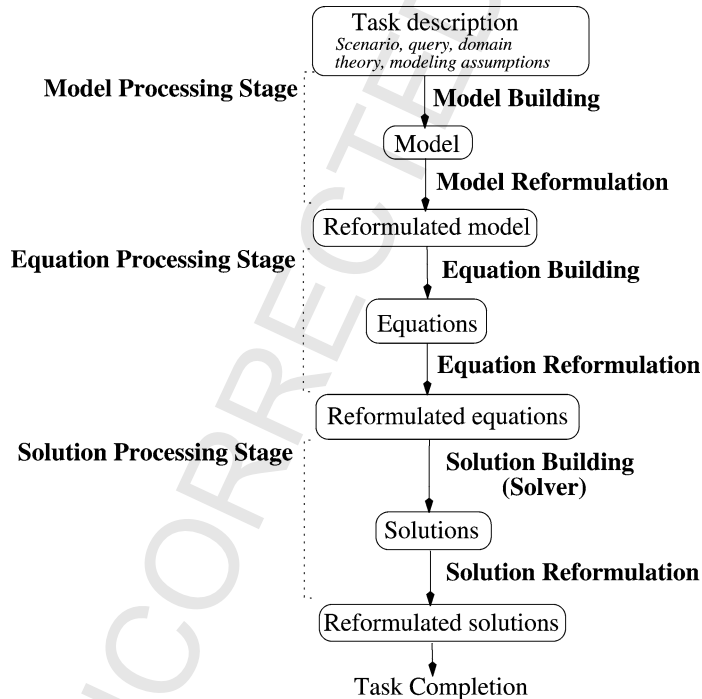 Task description
Scenario, query, domain
theory, modeling assumptions
Model Processing Stage
Model Building
Model
Model Reformulation
Reformulated model
Equation Processing Stage
Equation Building
Equations
Equation Reformulation
Reformulated equations
Solution Processing Stage
Solution Building
(Solver)
Solutions
Solution Reformulation
Reformulated solutions
Task Completion
NCORRECTED